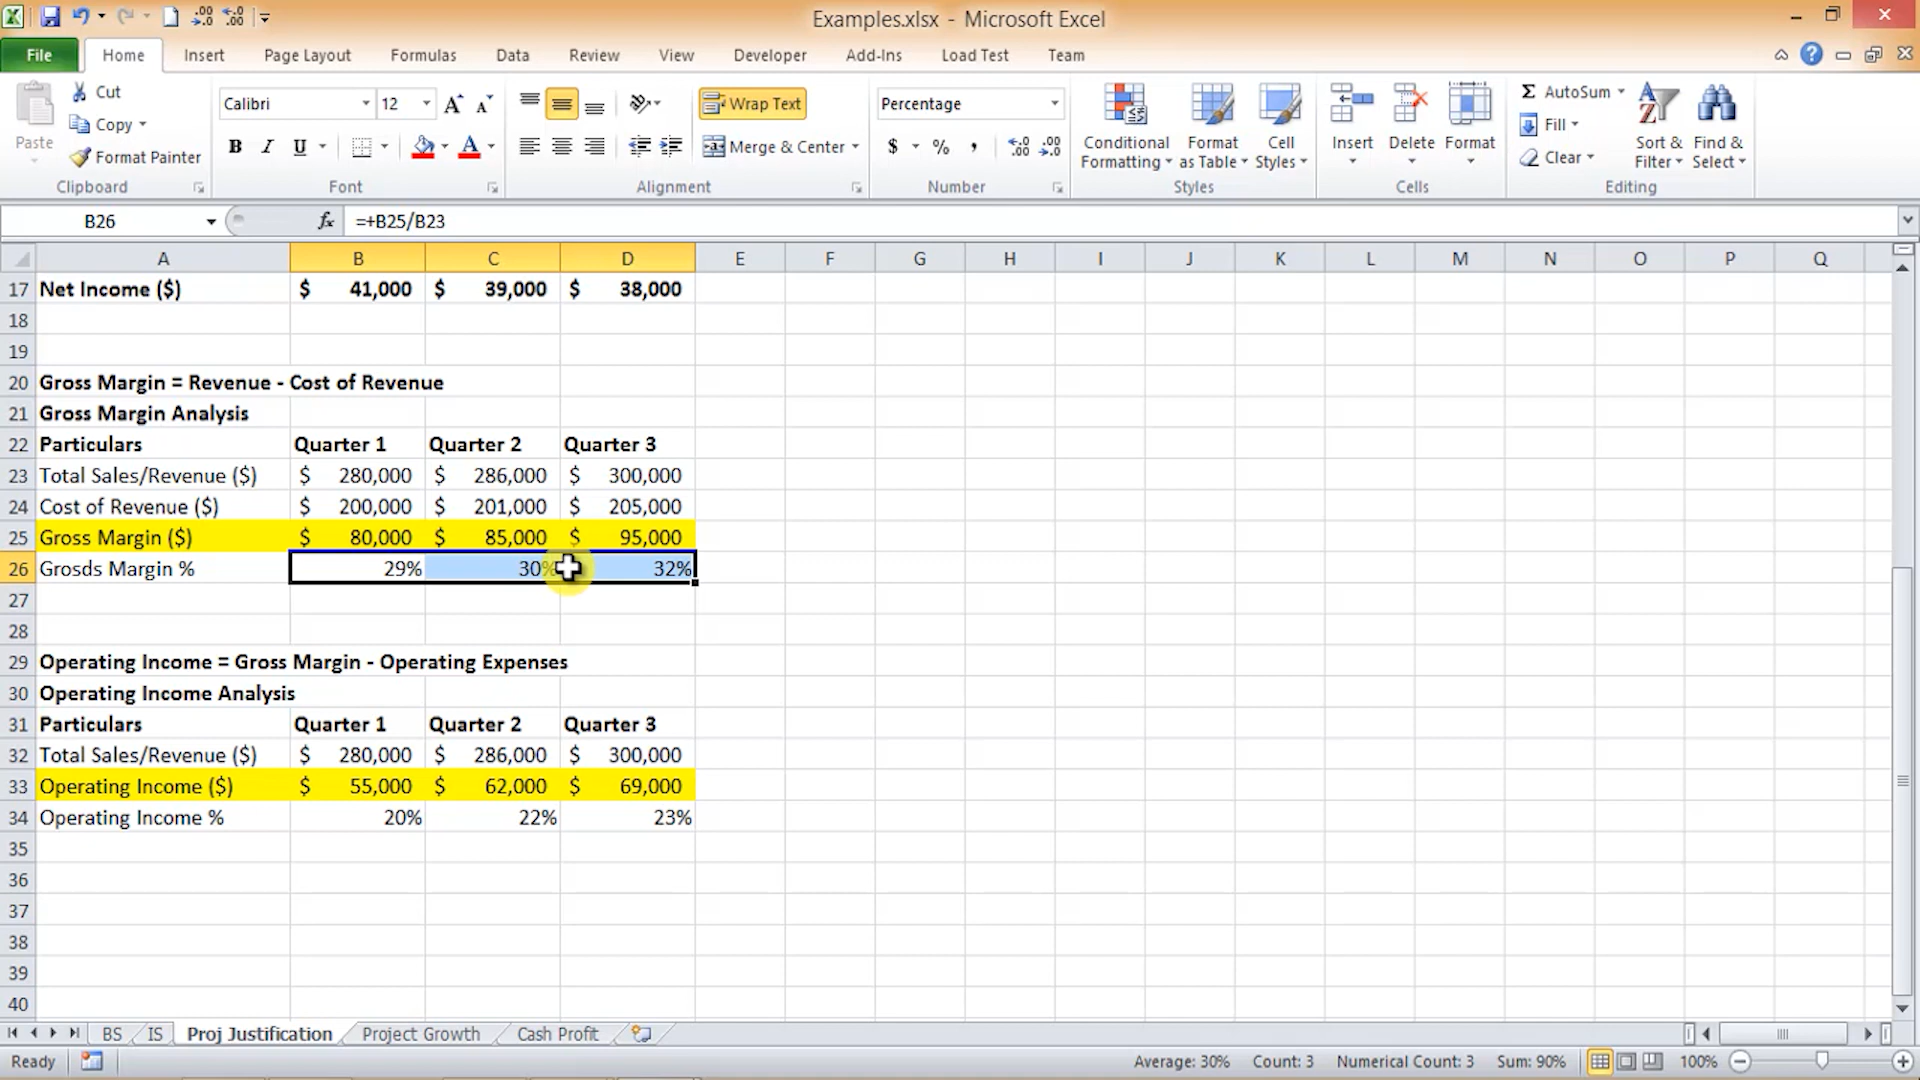 Examples.xlsx - Microsoft Excel
File Home Insert Page Layout Formulas Data Review View Developer Add-Ins Load Test Team
Paste
Cut
Copy
Format Painter
Clipboard
Calibri 12
B I U
Font
Wrap Text
Merge & Center
Alignment
Percentage
$ % ,
Number
Conditional Formatting
Format as Table
Cell Styles
Styles
Insert Delete Format
Cells
Σ AutoSum
Fill
Clear
Sort & Filter
Find & Select
Editing
B26 fx =+B25/B23
A B C D E F G H I J K L M N O P Q
17 Net Income ($) $ 41,000 $ 39,000 $ 38,000
18
19
20 Gross Margin = Revenue - Cost of Revenue
21 Gross Margin Analysis
22 Particulars Quarter 1 Quarter 2 Quarter 3
23 Total Sales/Revenue ($) $ 280,000 $ 286,000 $ 300,000
24 Cost of Revenue ($) $ 200,000 $ 201,000 $ 205,000
25 Gross Margin ($) $ 80,000 $ 85,000 $ 95,000
26 Grosds Margin % 29% 30% 32%
27
28
29 Operating Income = Gross Margin - Operating Expenses
30 Operating Income Analysis
31 Particulars Quarter 1 Quarter 2 Quarter 3
32 Total Sales/Revenue ($) $ 280,000 $ 286,000 $ 300,000
33 Operating Income ($) $ 55,000 $ 62,000 $ 69,000
34 Operating Income % 20% 22% 23%
35
36
37
38
39
40
BS IS Proj Justification Project Growth Cash Profit
Ready Average: 30% Count: 3 Numerical Count: 3 Sum: 90% 100%